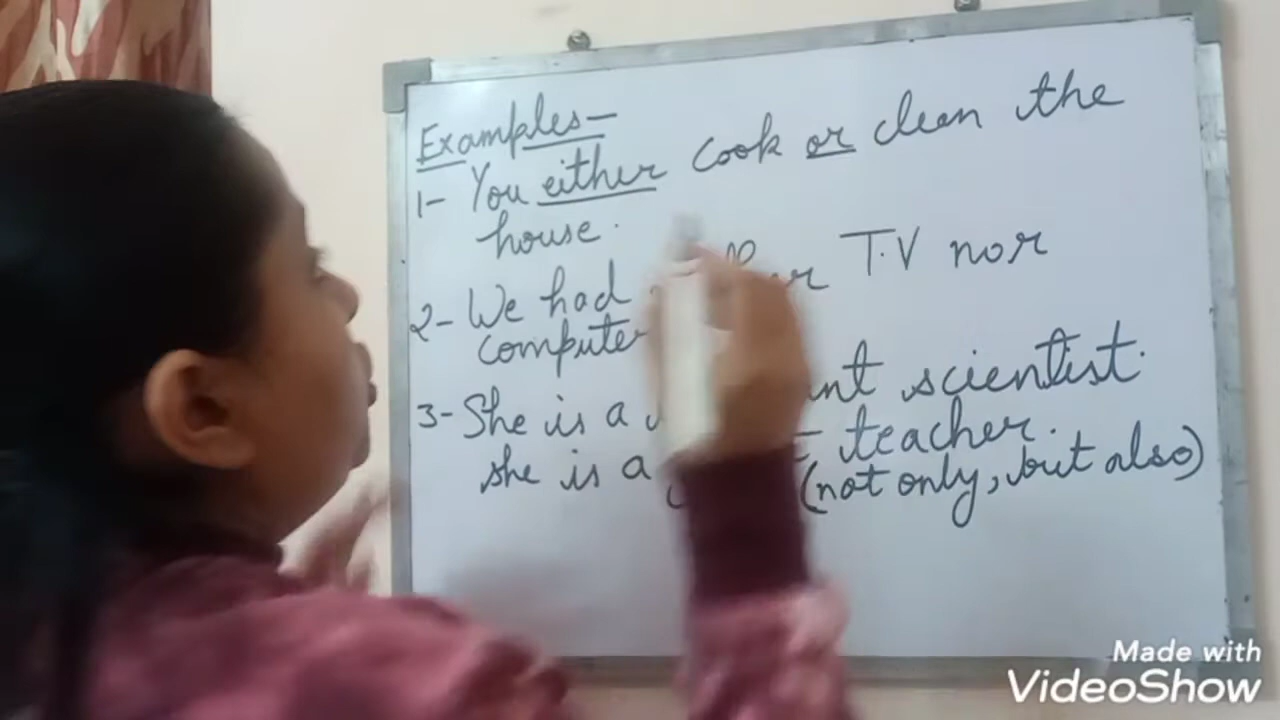 Examples-
1- You either cook or clean the
house.
2- We had TV nor
computer
3- She is a scientist.
she is a teacher.
(not only, but also)
Made with
VideoShow